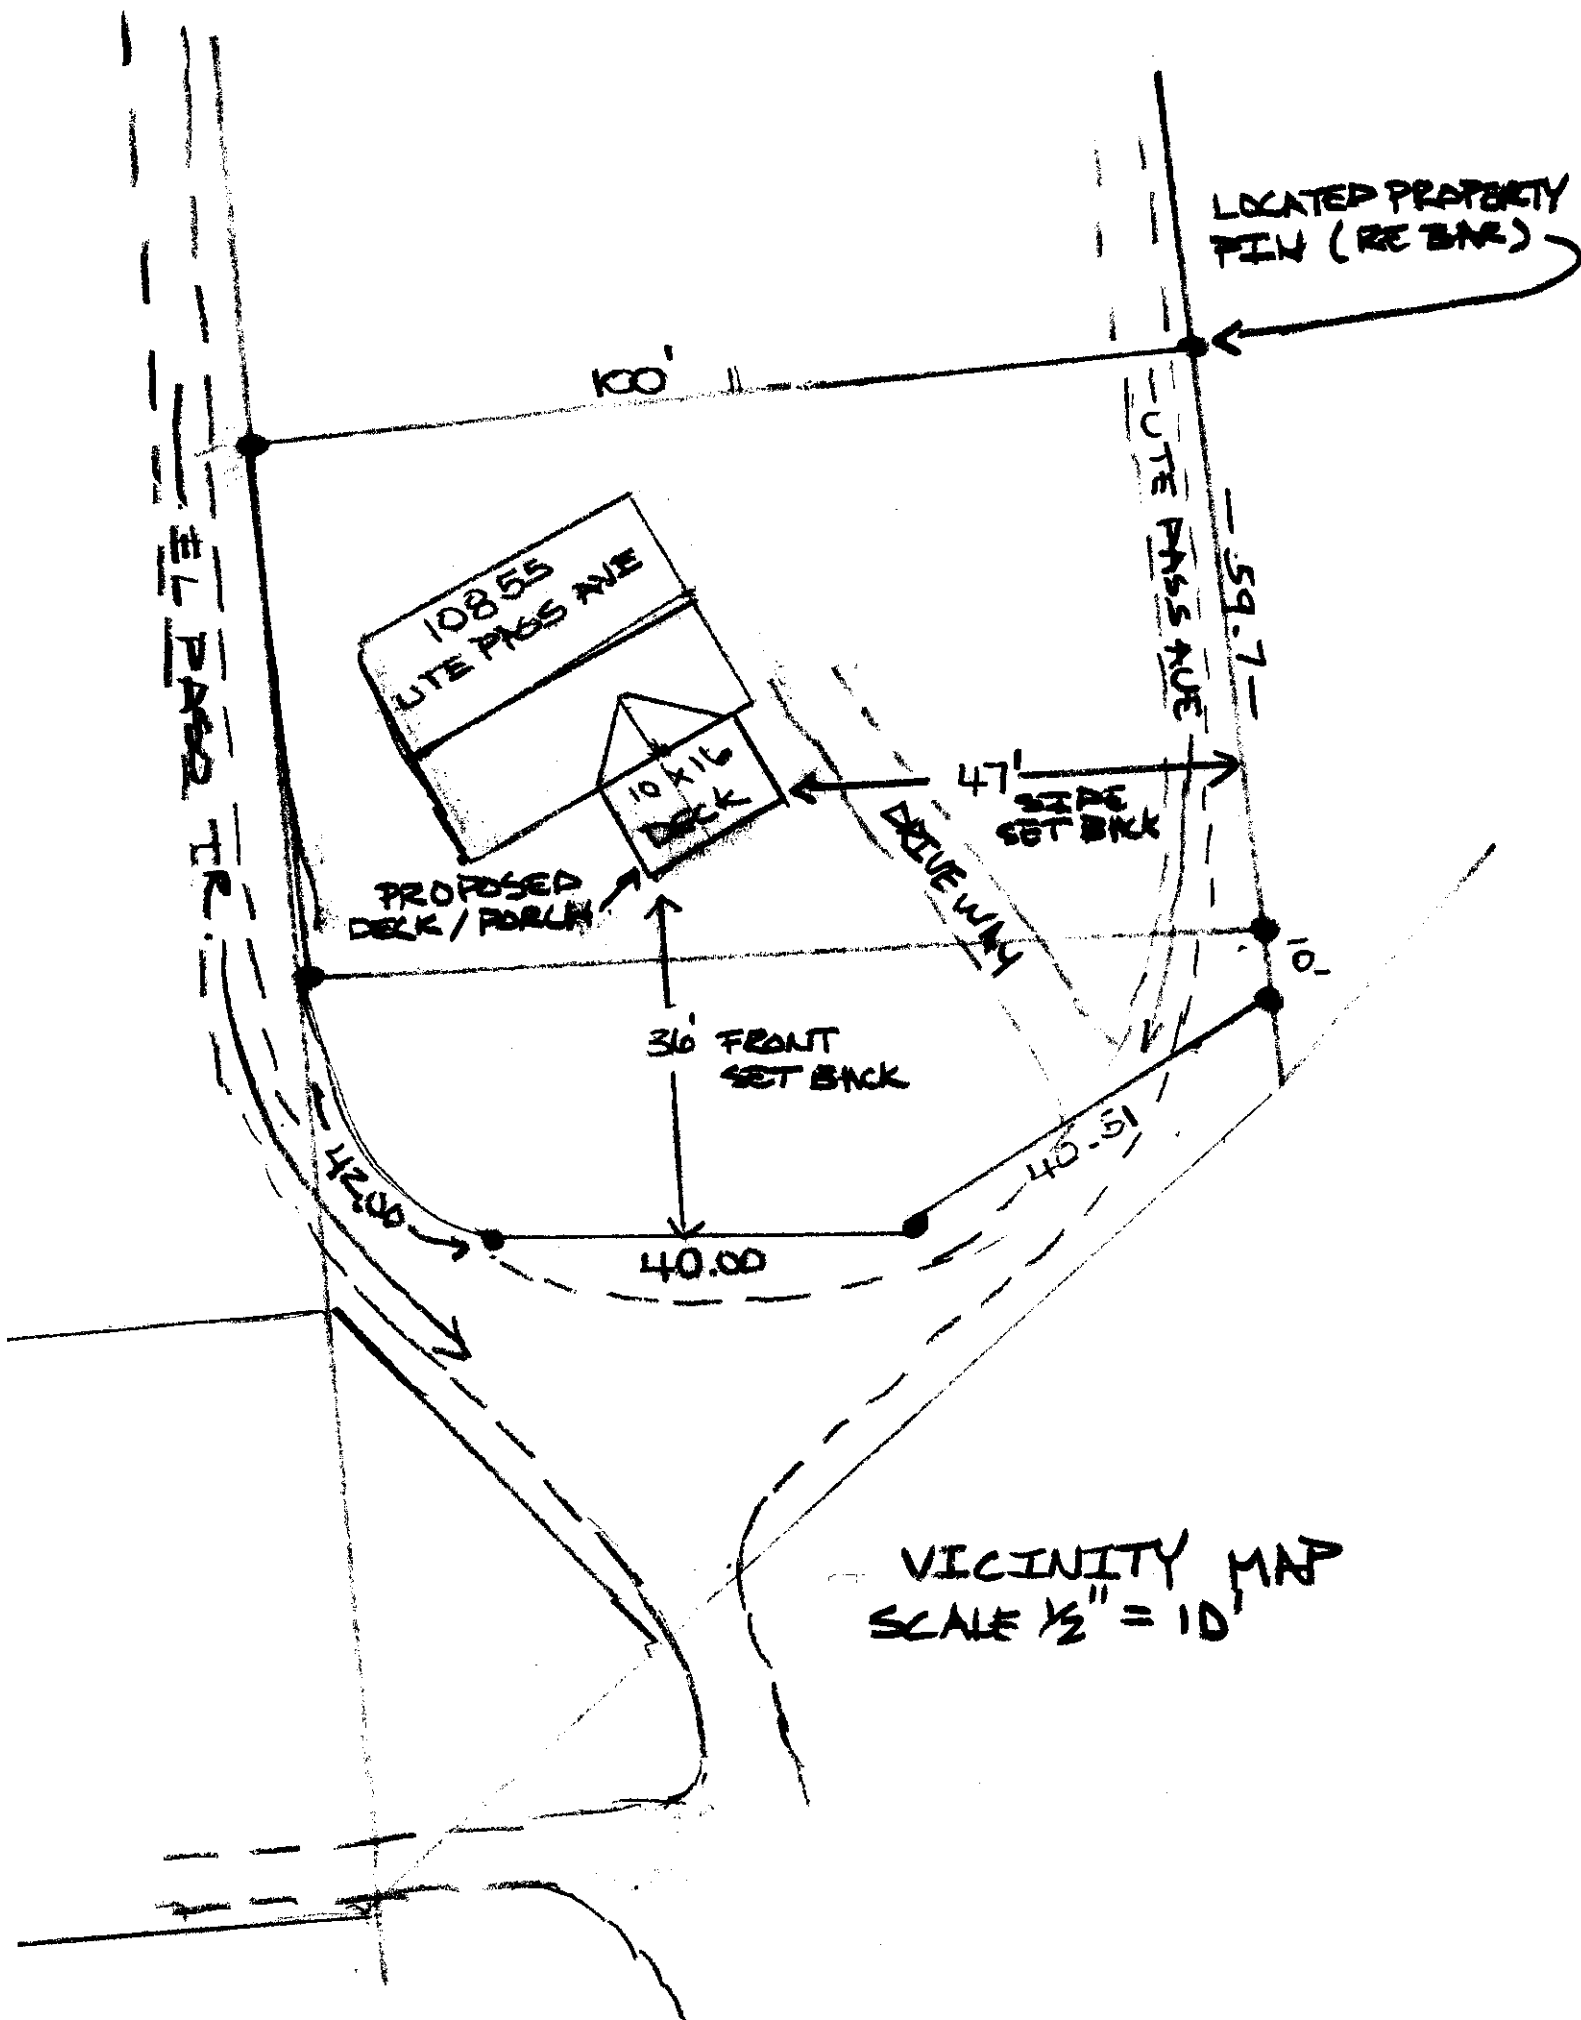 LOCATED PROPERTY
PIN (RE BAR)
100'
UTE PASS AVE
59.7
EL PASO TR.
10855
UTE PASS AVE
10 X 16
DECK
47'
SIDE
SET BACK
DRIVEWAY
PROPOSED
DECK / PORCH
36' FRONT
SET BACK
42.00
40.51
40.00
VICINITY MAP
SCALE 1/2" = 10'